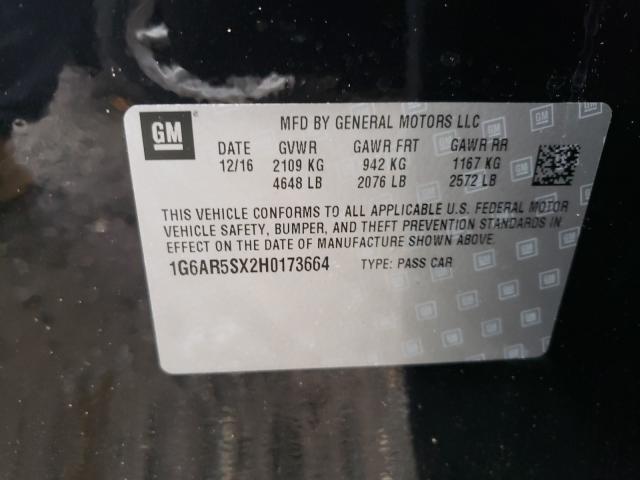 GM
MFD BY GENERAL MOTORS LLC
DATE GVWR GAWR FRT GAWR RR
12/16 2109 KG 942 KG 1167 KG
4648 LB 2076 LB 2572 LB
THIS VEHICLE CONFORMS TO ALL APPLICABLE U.S. FEDERAL MOTOR
VEHICLE SAFETY, BUMPER, AND THEFT PREVENTION STANDARDS IN
EFFECT ON THE DATE OF MANUFACTURE SHOWN ABOVE.
1G6AR5SX2H0173664 TYPE: PASS CAR